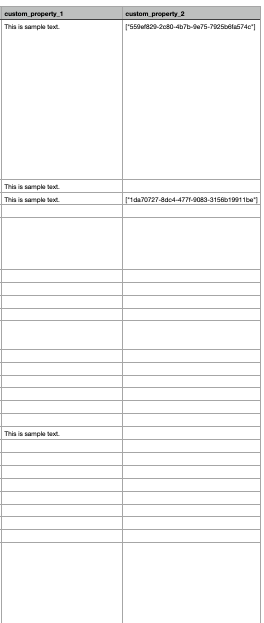 custom_property_1 custom_property_2
This is sample text. ["559ef829-2c80-4b7b-9e75-7925b6fa574c"]
This is sample text.
This is sample text. ["1da70727-8dc4-477f-9083-3156b19911be"]
This is sample text.